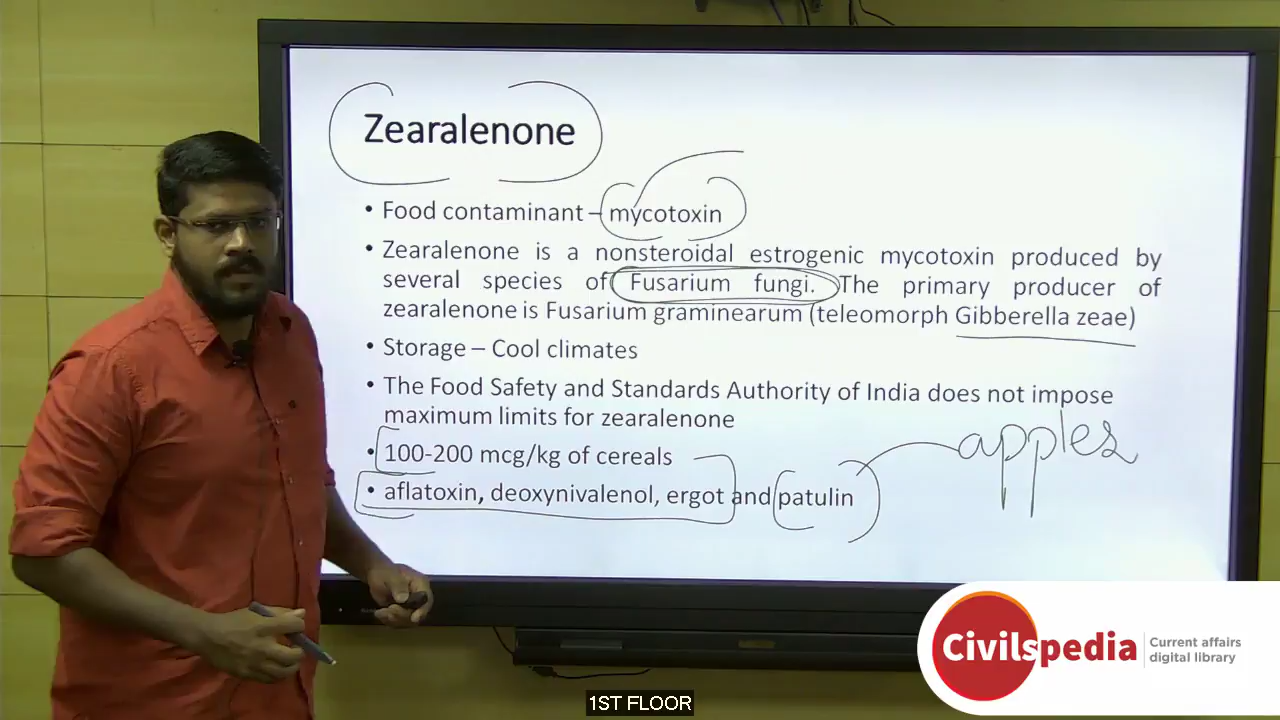 Zearalenone
• Food contaminant – mycotoxin
• Zearalenone is a nonsteroidal estrogenic mycotoxin produced by
several species of Fusarium fungi. The primary producer of
zearalenone is Fusarium graminearum (teleomorph Gibberella zeae)
• Storage – Cool climates
• The Food Safety and Standards Authority of India does not impose
maximum limits for zearalenone
• 100-200 mcg/kg of cereals
• aflatoxin, deoxynivalenol, ergot and patulin
apples
Civilspedia
Current affairs
digital library
1ST FLOOR